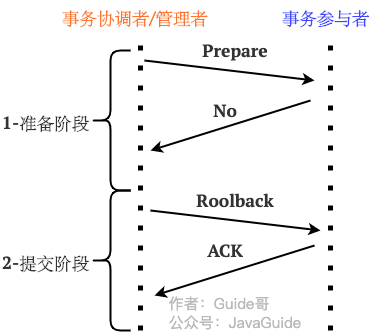 事务协调者/管理者
事务参与者
Prepare
No
1-准备阶段
Roolback
ACK
2-提交阶段
作者：Guide哥
公众号：JavaGuide